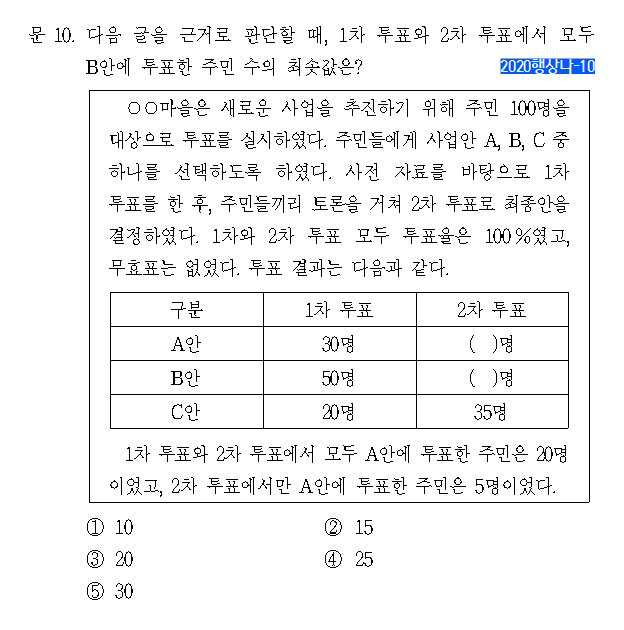 문 10. 다음 글을 근거로 판단할 때, 1차 투표와 2차 투표에서 모두
B안에 투표한 주민 수의 최솟값은?
2020행상나-10
○○마을은 새로운 사업을 추진하기 위해 주민 100명을
대상으로 투표를 실시하였다. 주민들에게 사업안 A, B, C 중
하나를 선택하도록 하였다. 사전 자료를 바탕으로 1차
투표를 한 후, 주민들끼리 토론을 거쳐 2차 투표로 최종안을
결정하였다. 1차와 2차 투표 모두 투표율은 100%였고,
무효표는 없었다. 투표 결과는 다음과 같다.
구분 1차 투표 2차 투표
A안 30명 ( )명
B안 50명 ( )명
C안 20명 35명
1차 투표와 2차 투표에서 모두 A안에 투표한 주민은 20명
이었고, 2차 투표에서만 A안에 투표한 주민은 5명이었다.
① 10 ② 15
③ 20 ④ 25
⑤ 30